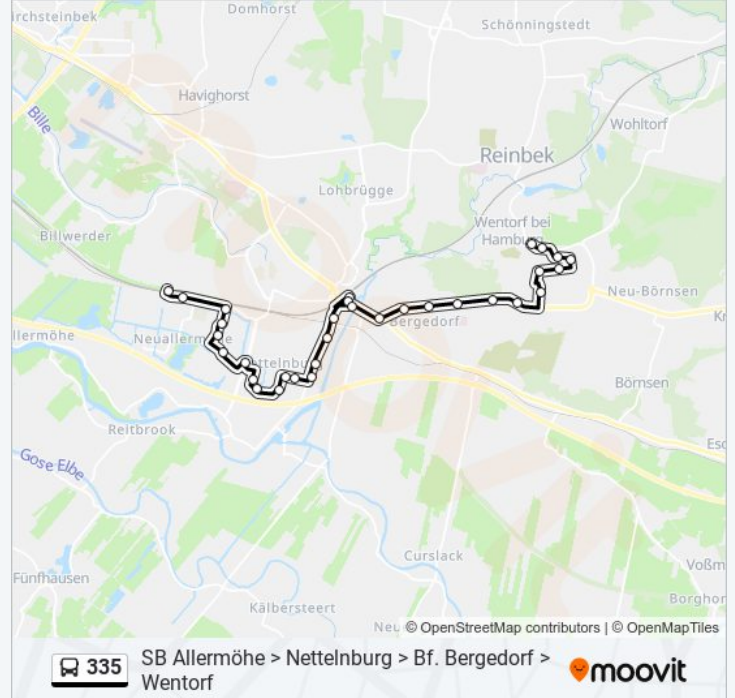 Domhorst
irchsteinbek
Schönningstedt
Havighorst
Bille
Wohltorf
Reinbek
Lohbrügge
Wentorf bei
Hamburg
Billwerder
Neu-Börnsen
Bergedorf
Kr
llermöhe
Neuallermöhe
Nettelnburg
Börnsen
Reitbrook
Esc
Gose Elbe
Curslack
Voßm
Fünfhausen
Kälbersteert
Borghor
Neu
© OpenStreetMap contributors | © OpenMapTiles
335
SB Allermöhe > Nettelnburg > Bf. Bergedorf >
Wentorf
moovit